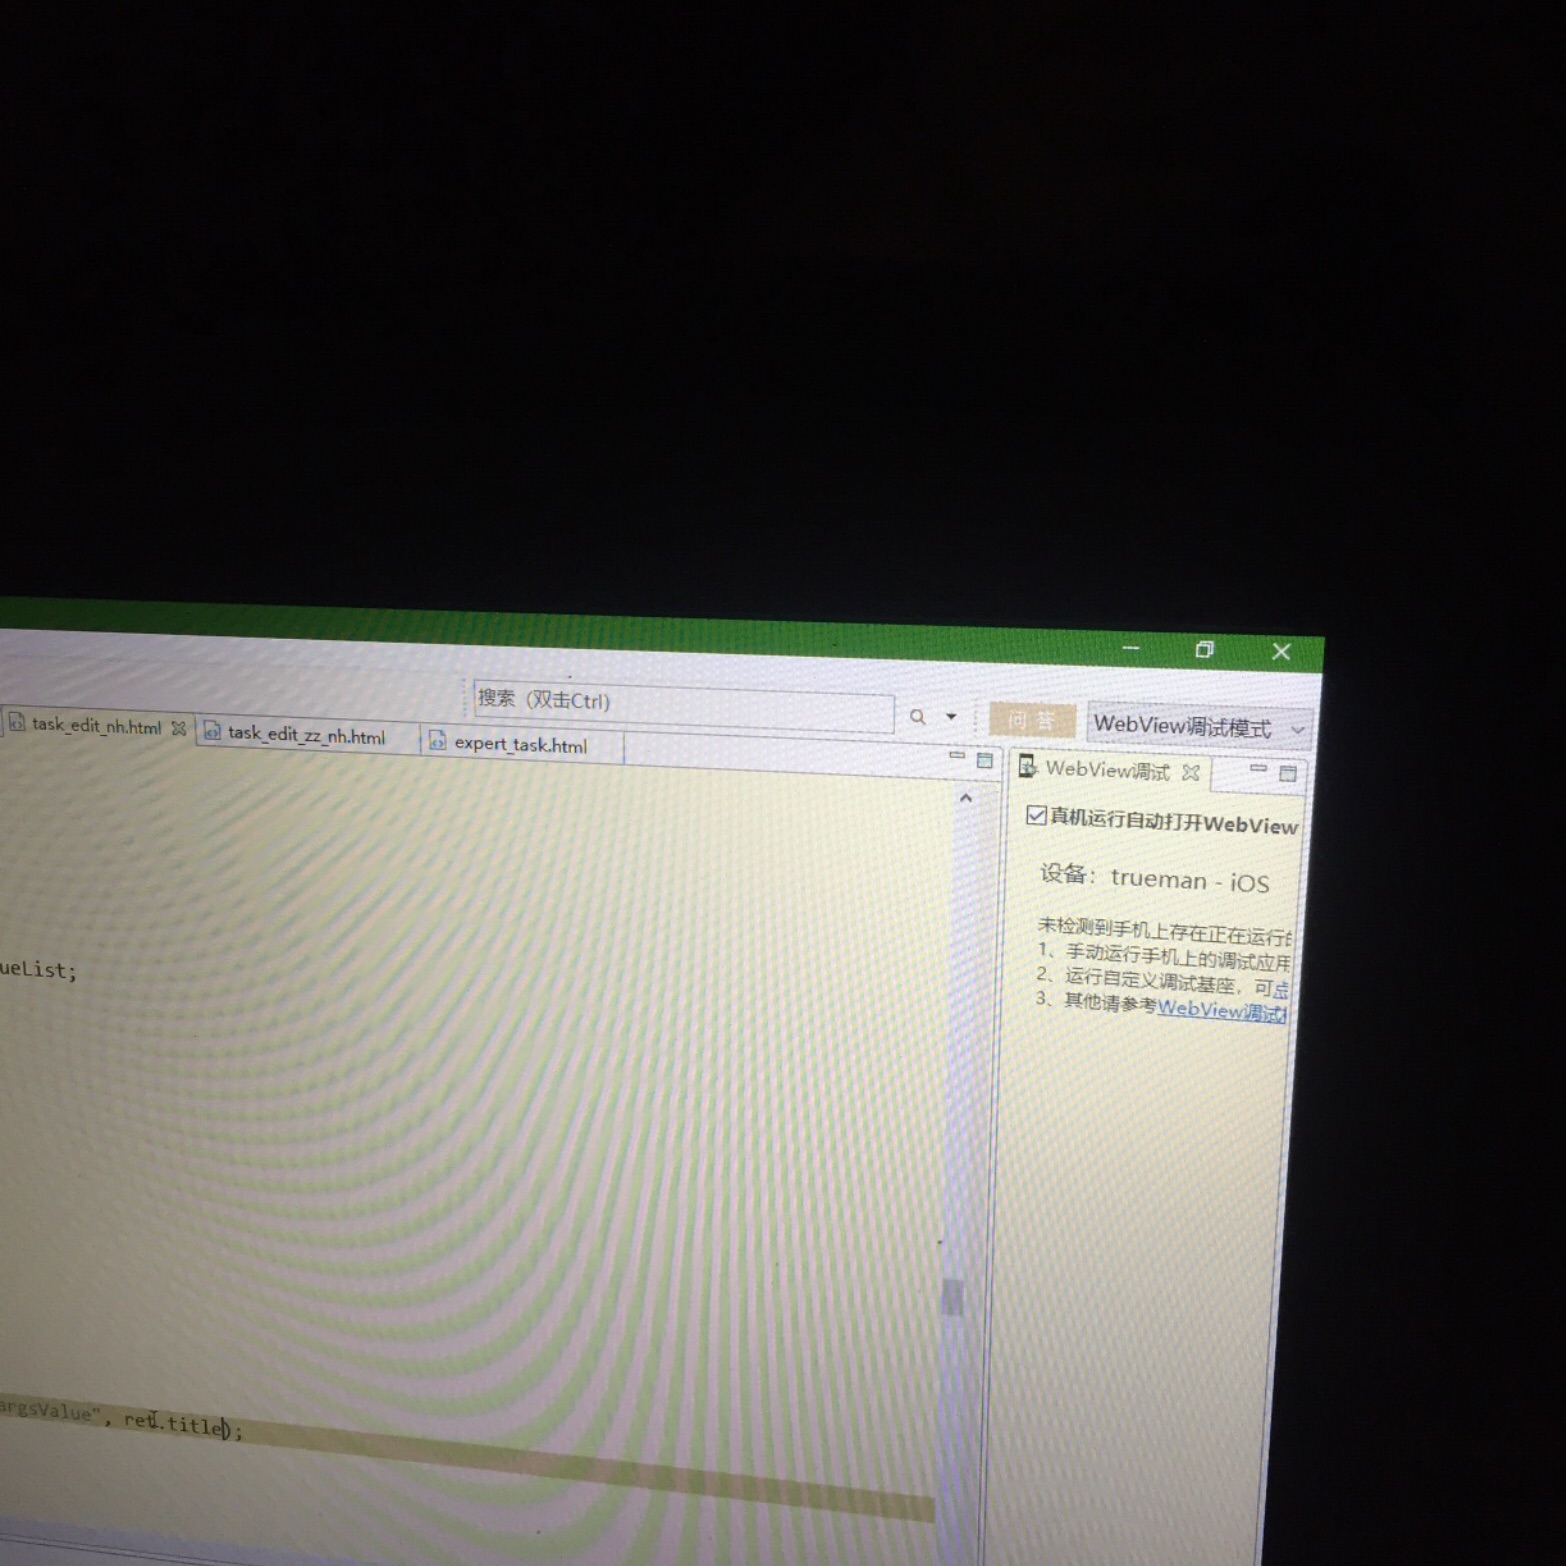 搜索（双击Ctrl）
问 答
WebView调试模式
task_edit_nh.html
task_edit_zz_nh.html
expert_task.html
WebView调试
真机运行自动打开WebView
设备：trueman - iOS
未检测到手机上存在正在运行
1、手动运行手机上的调试应用
2、运行自定义调试基座，可点
3、其他请参考WebView调试
ueList;
argsValue", ret.title);